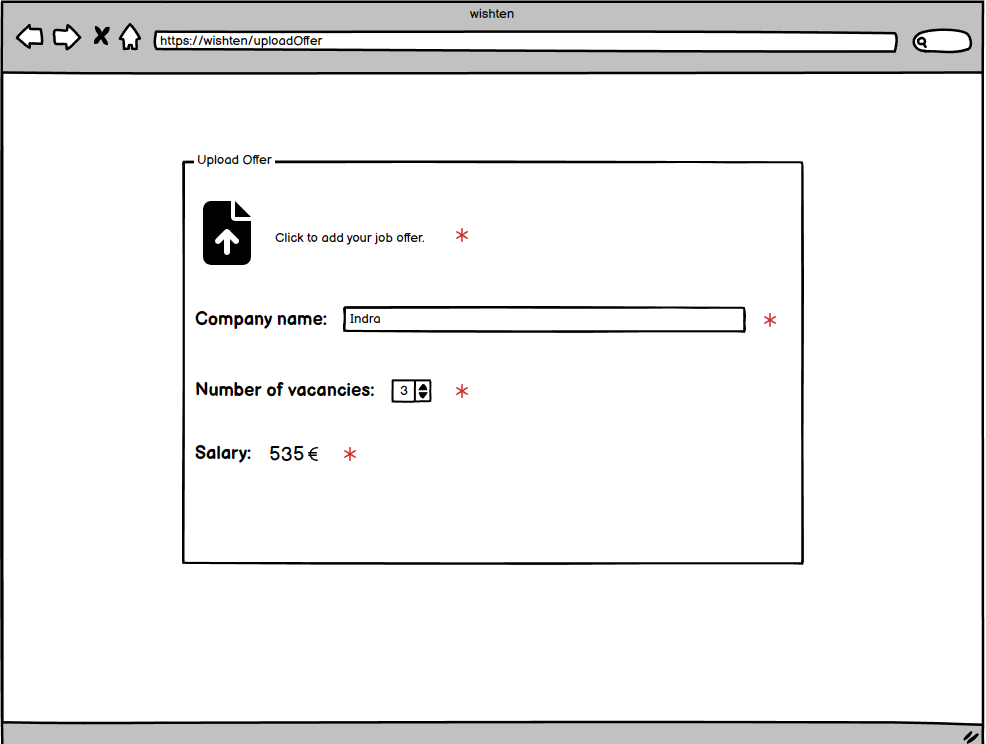 wishten
https://wishten/uploadOffer
Upload Offer
Click to add your job offer. *
Company name: Indra *
Number of vacancies: 3 *
Salary: 535 € *